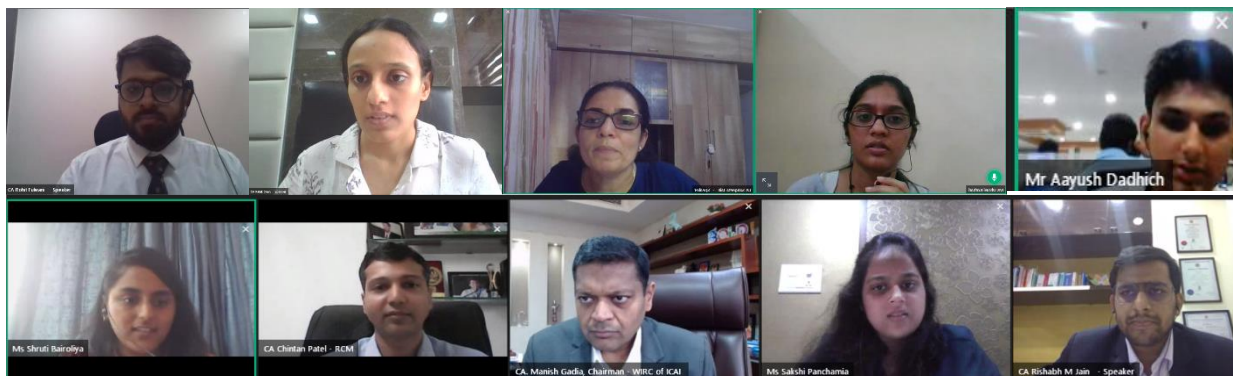 CA Rohit Fukuani - Speaker
Mr Aayush Dadhich
Ms Shruti Bairoliya
CA Chintan Patel - RCM
CA. Manish Gadia, Chairman - WIRC of ICAI
Ms Sakshi Panchamia
CA Rishabh M Jain - Speaker